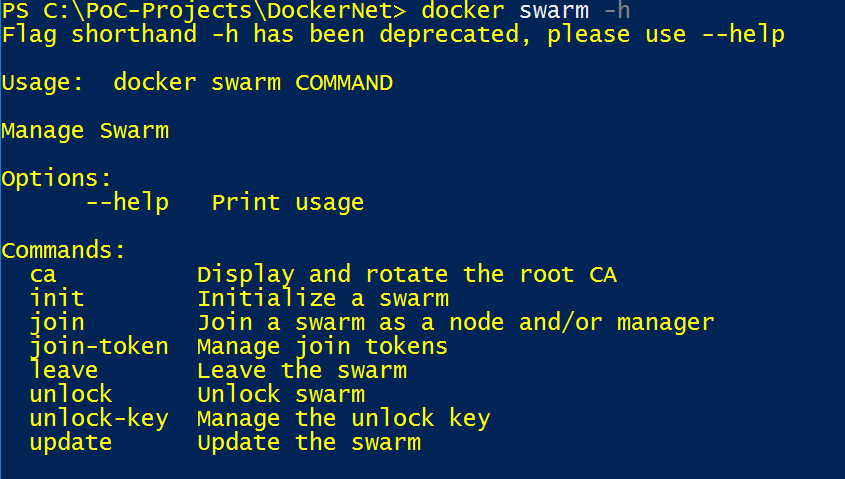 PS C:\PoC-Projects\DockerNet> docker swarm -h
Flag shorthand -h has been deprecated, please use --help
Usage:  docker swarm COMMAND
Manage Swarm
Options:
      --help   Print usage
Commands:
  ca          Display and rotate the root CA
  init        Initialize a swarm
  join        Join a swarm as a node and/or manager
  join-token  Manage join tokens
  leave       Leave the swarm
  unlock      Unlock swarm
  unlock-key  Manage the unlock key
  update      Update the swarm